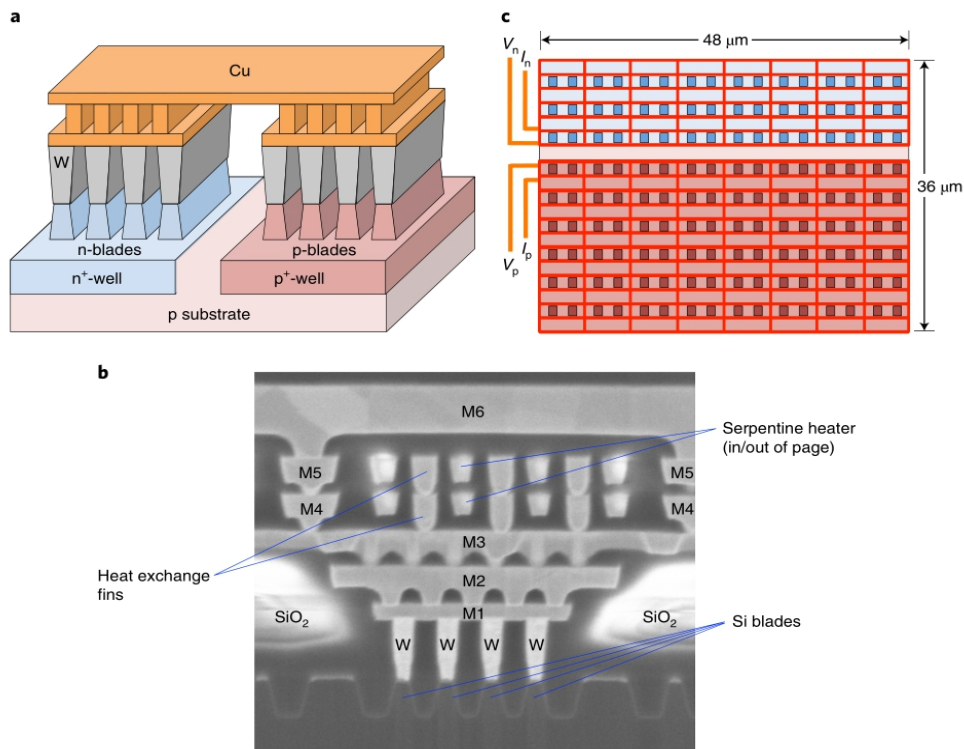 a
Cu
W
n-blades
p-blades
n+-well
p+-well
p substrate
c
48 μm
Vn
In
36 μm
Ip
Vp
b
M6
Serpentine heater
(in/out of page)
M5
M5
M4
M4
M3
Heat exchange
fins
M2
SiO2
M1
SiO2
Si blades
W
W
W
W